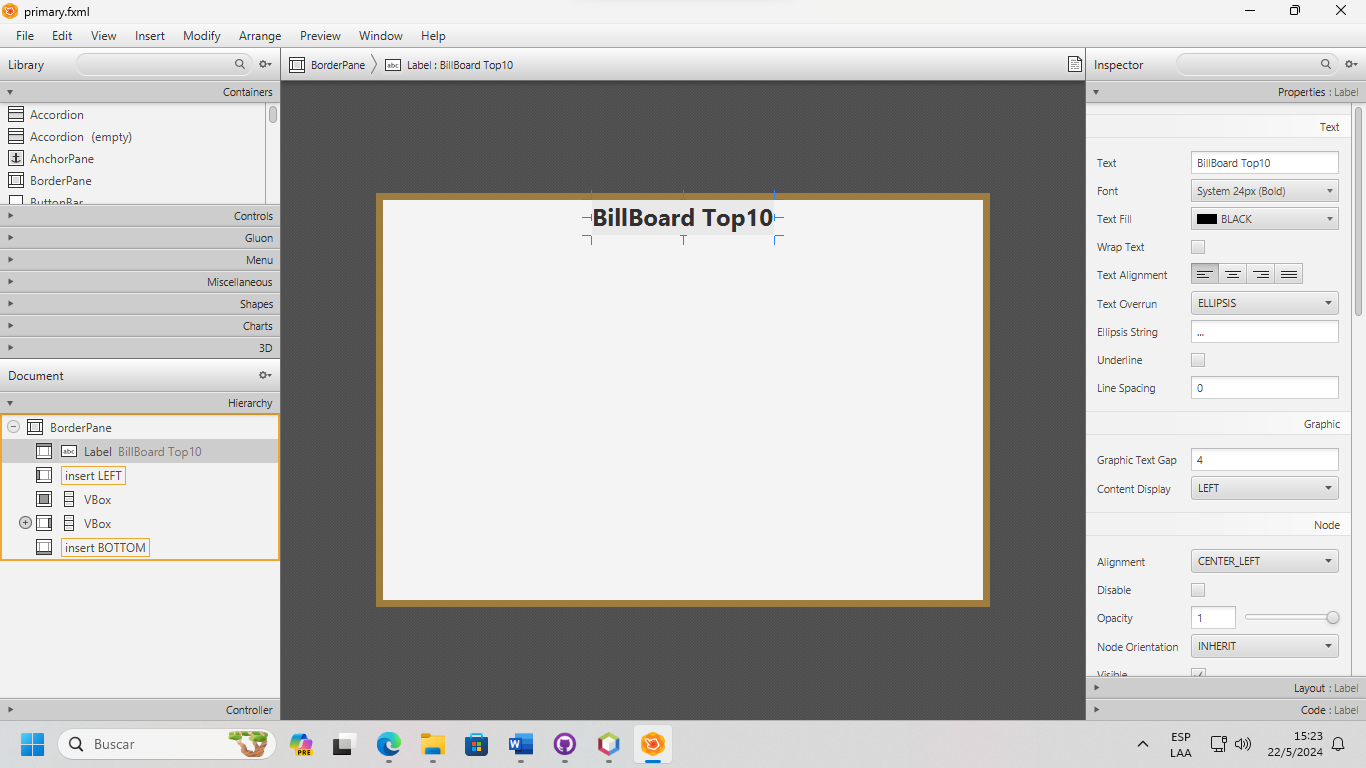 primary.fxml
File Edit View Insert Modify Arrange Preview Window Help
Library
Containers
Accordion
Accordion (empty)
AnchorPane
BorderPane
ButtonBar
Controls
Gluon
Menu
Miscellaneous
Shapes
Charts
3D
Document
Hierarchy
BorderPane
abc Label BillBoard Top10
insert LEFT
VBox
VBox
insert BOTTOM
Controller
BorderPane abc Label : BillBoard Top10
BillBoard Top10
Inspector
Properties : Label
Text
Text BillBoard Top10
Font System 24px (Bold)
Text Fill BLACK
Wrap Text
Text Alignment
Text Overrun ELLIPSIS
Ellipsis String ...
Underline
Line Spacing 0
Graphic
Graphic Text Gap 4
Content Display LEFT
Node
Alignment CENTER_LEFT
Disable
Opacity 1
Node Orientation INHERIT
Visible
Layout : Label
Code : Label
Buscar
PRE
W
ESP
LAA
15:23
22/5/2024